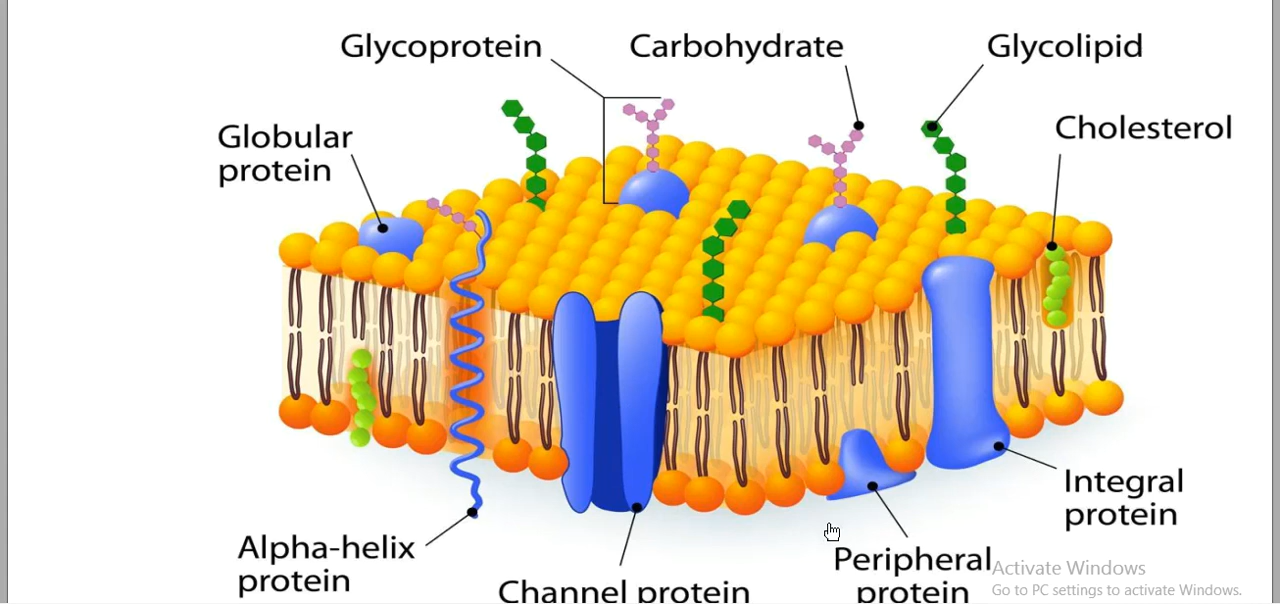 Glycoprotein
Carbohydrate
Glycolipid
Globular
protein
Cholesterol
Integral
protein
Alpha-helix
protein
Channel protein
Peripheral
protein
Activate Windows
Go to PC settings to activate Windows.